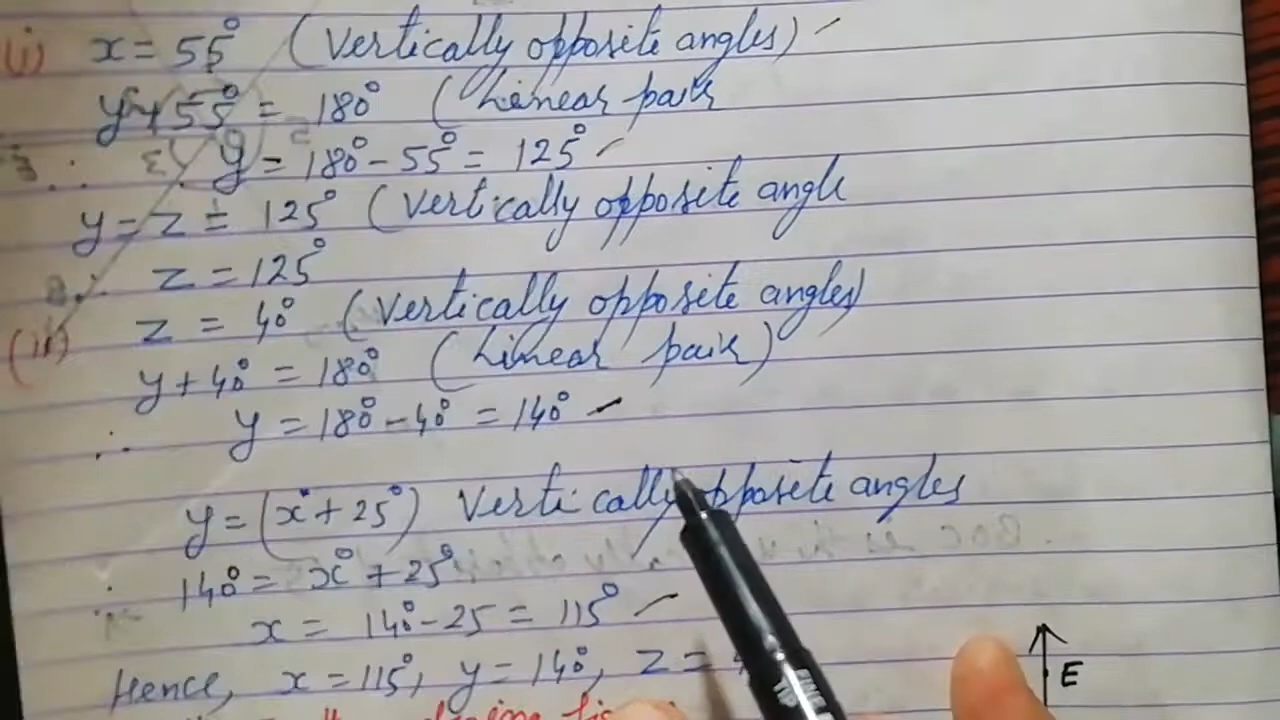 (i) x = 55° (Vertically opposite angles)
y + 55° = 180° (Linear pair
∴ y = 180° - 55° = 125°
y = z = 125° (Vertically opposite angle
∴ z = 125°
(ii) z = 40° (Vertically opposite angles)
y + 40° = 180° (Linear pair)
∴ y = 180° - 40° = 140°
y = (x° + 25°) Vertically opposite angles
∴ 140° = x° + 25°
x = 140° - 25 = 115°
Hence, x = 115°, y = 140°, z =
E
FINE
TIP